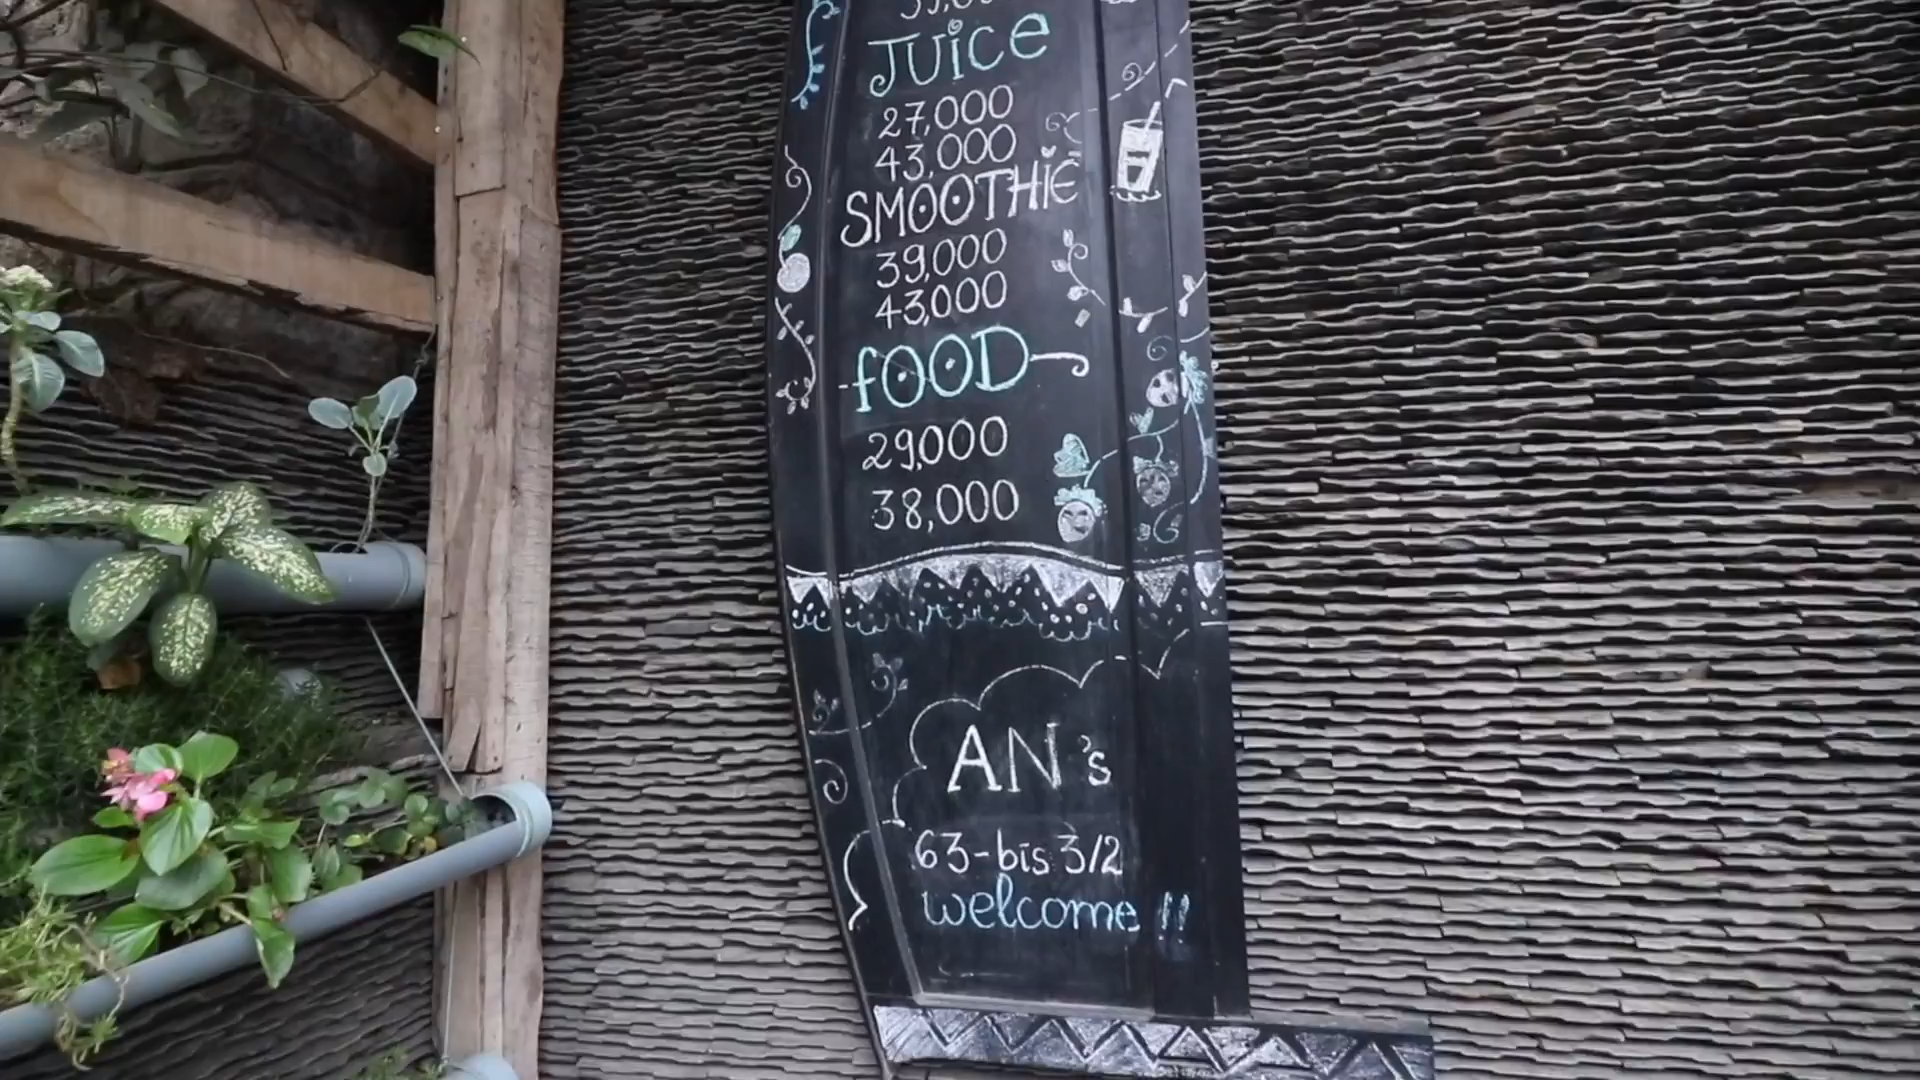 JUICE
27,000
43,000
SMOOTHIE
39,000
43,000
fOOD
29,000
38,000
AN's
63-bis 3/2
welcome !!